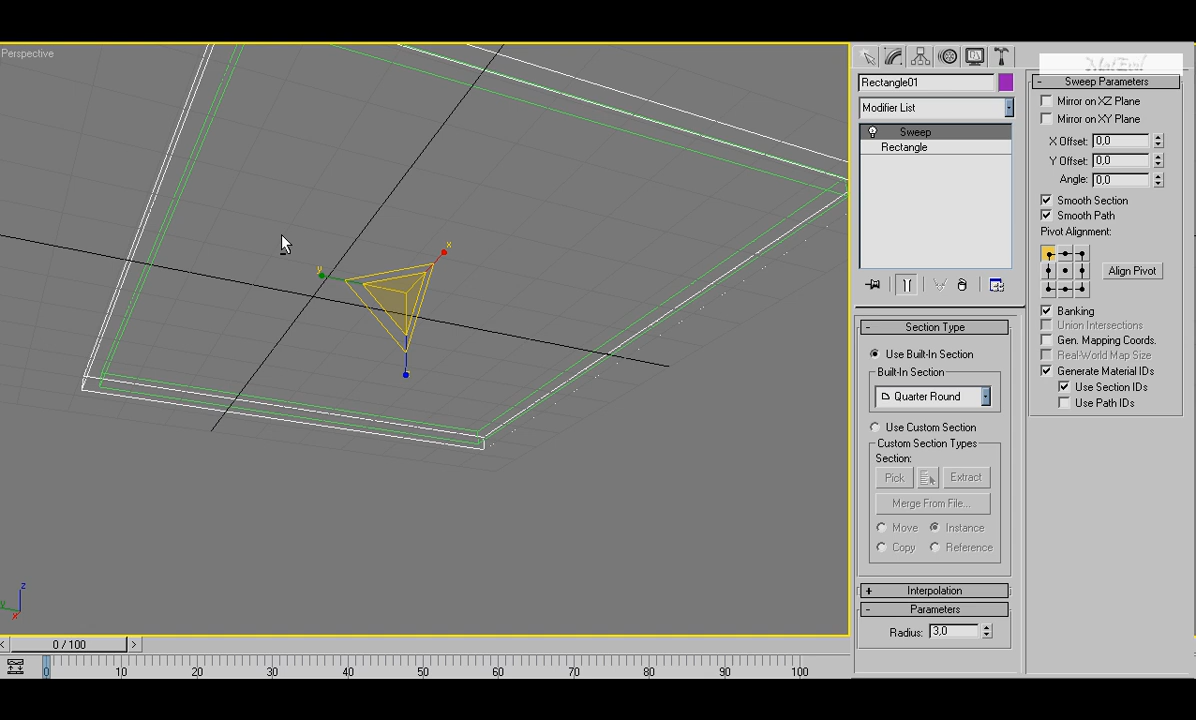 Perspective
x
y
z
y
x
Rectangle01
Modifier List
Sweep
Rectangle
- Section Type
Use Built-In Section
Built-In Section
Quarter Round
Use Custom Section
Custom Section Types
Section:
Pick
Extract
Merge From File...
Move
Instance
Copy
Reference
+ Interpolation
- Parameters
Radius: 3,0
- Sweep Parameters
Mirror on XZ Plane
Mirror on XY Plane
X Offset: 0,0
Y Offset: 0,0
Angle: 0,0
Smooth Section
Smooth Path
Pivot Alignment:
Align Pivot
Banking
Union Intersections
Gen. Mapping Coords.
Real-World Map Size
Generate Material IDs
Use Section IDs
Use Path IDs
< 0 / 100 >
0 10 20 30 40 50 60 70 80 90 100